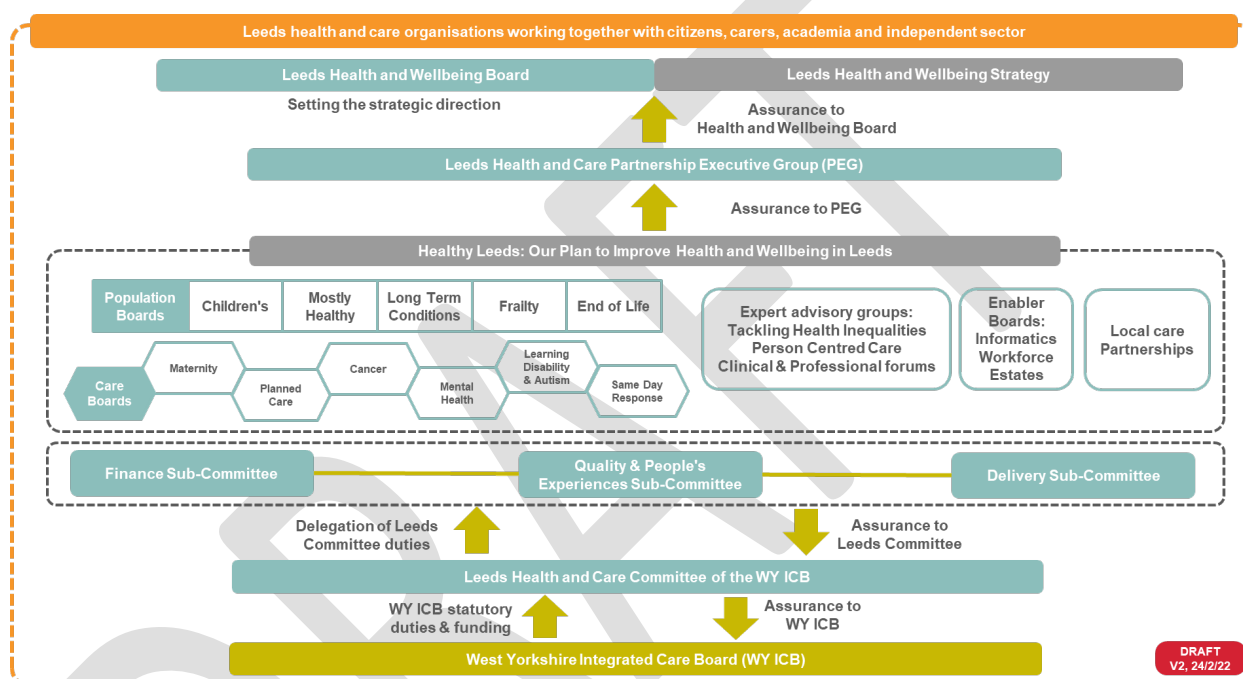 Leeds health and care organisations working together with citizens, carers, academia and independent sector
Leeds Health and Wellbeing Board
Leeds Health and Wellbeing Strategy
Setting the strategic direction
Assurance to
Health and Wellbeing Board
Leeds Health and Care Partnership Executive Group (PEG)
Assurance to PEG
Healthy Leeds: Our Plan to Improve Health and Wellbeing in Leeds
Population
Boards
Children's
Mostly
Healthy
Long Term
Conditions
Frailty
End of Life
Care
Boards
Maternity
Planned
Care
Cancer
Mental
Health
Learning
Disability
& Autism
Same Day
Response
Expert advisory groups:
Tackling Health Inequalities
Person Centred Care
Clinical & Professional forums
Enabler
Boards:
Informatics
Workforce
Estates
Local care
Partnerships
Finance Sub-Committee
Quality & People's
Experiences Sub-Committee
Delivery Sub-Committee
Delegation of Leeds
Committee duties
Assurance to
Leeds Committee
Leeds Health and Care Committee of the WY ICB
WY ICB statutory
duties & funding
Assurance to
WY ICB
West Yorkshire Integrated Care Board (WY ICB)
DRAFT
V2, 24/2/22
DRAFT